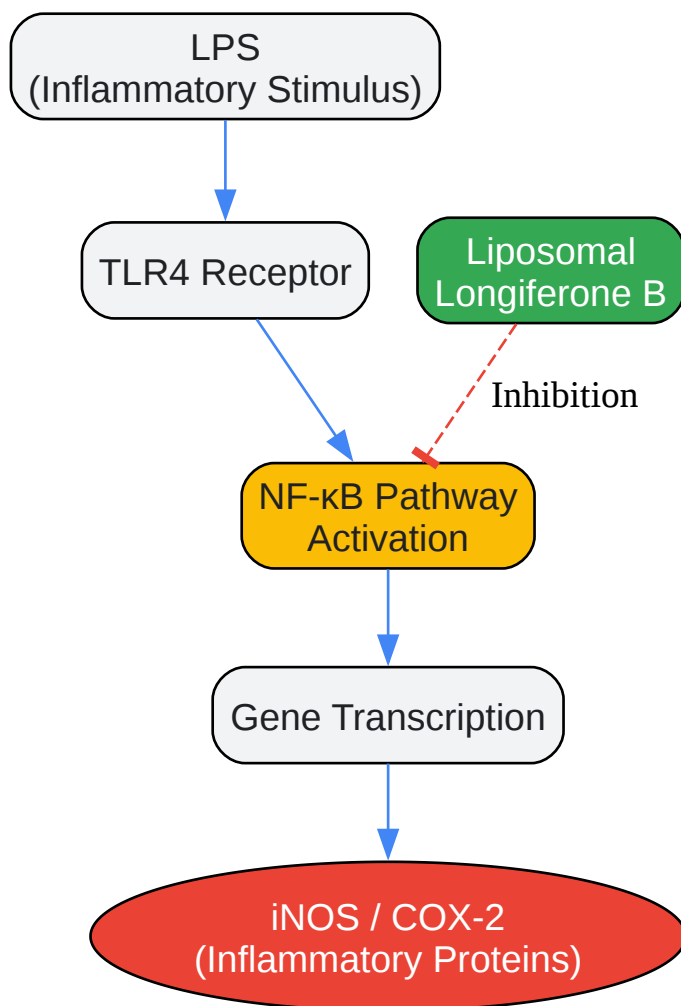 LPS
(Inflammatory Stimulus)
TLR4 Receptor
Liposomal
Longiferone B
Inhibition
NF-κB Pathway
Activation
Gene Transcription
iNOS / COX-2
(Inflammatory Proteins)